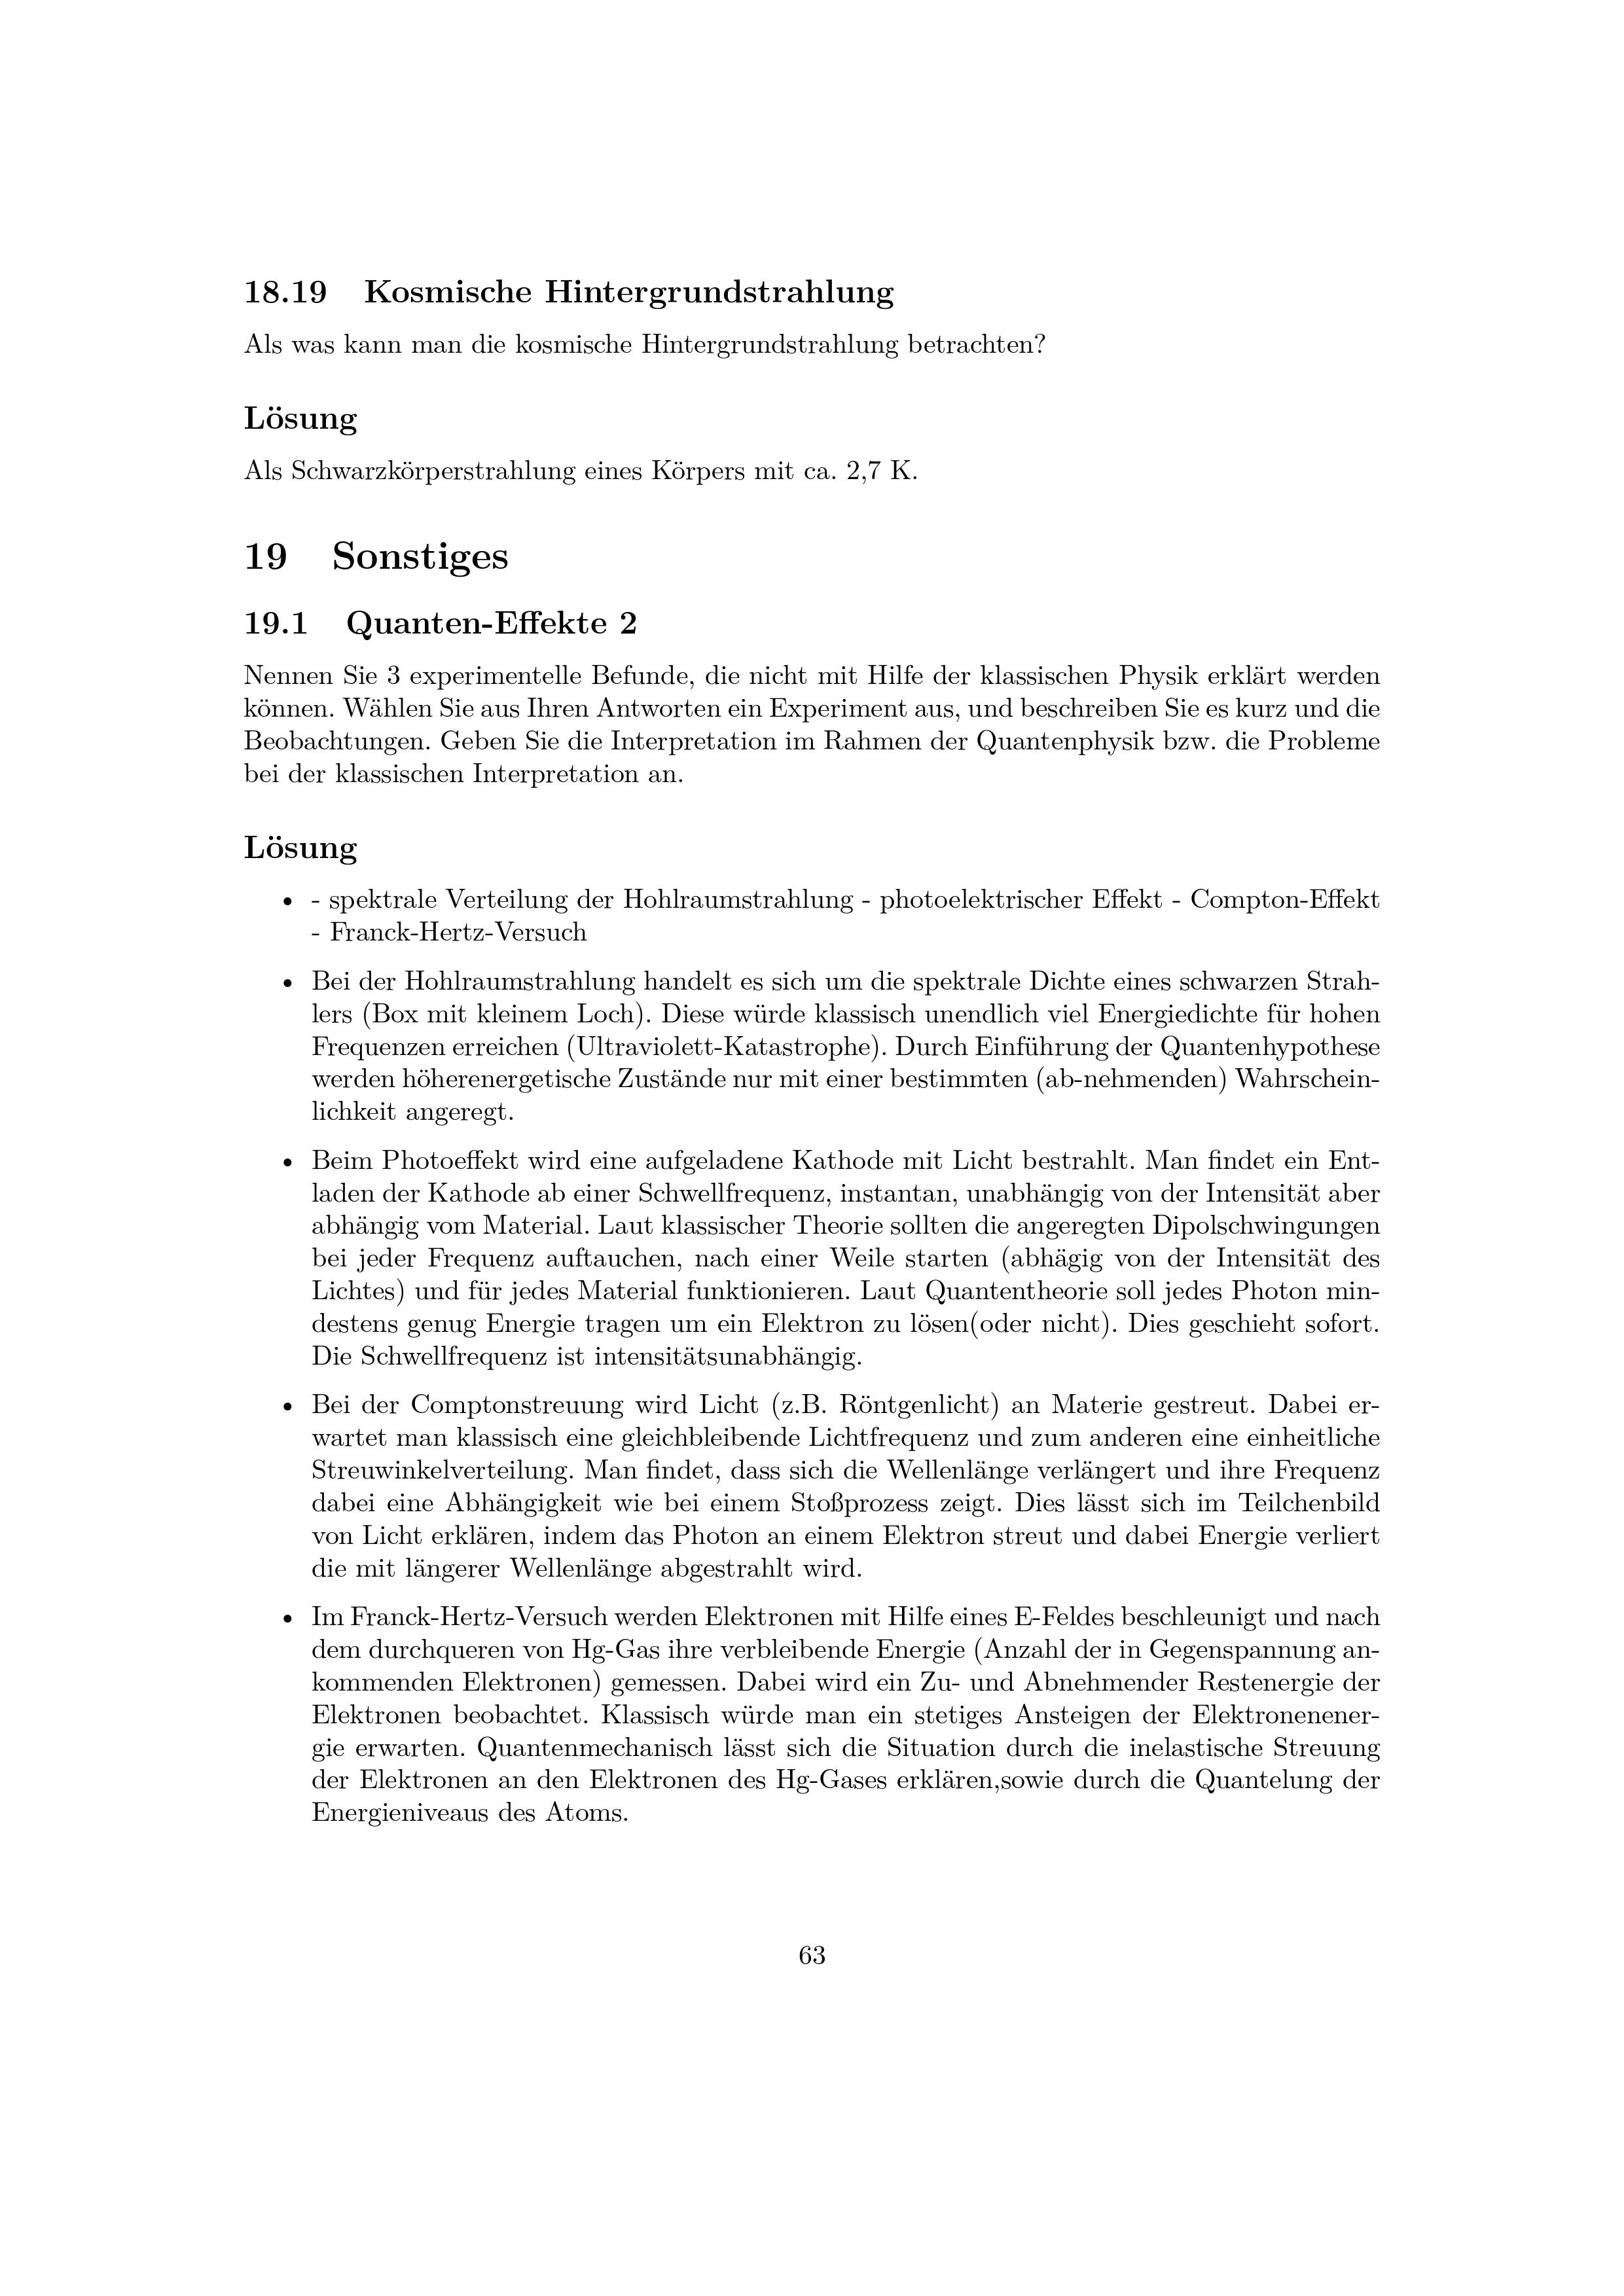 18.19 Kosmische Hintergrundstrahlung
Als was kann man die kosmische Hintergrundstrahlung betrachten?
Lösung
Als Schwarzkörperstrahlung eines Körpers mit ca. 2,7 K.
19 Sonstiges
19.1 Quanten-Effekte 2
Nennen Sie 3 experimentelle Befunde, die nicht mit Hilfe der klassischen Physik erklärt werden
können. Wählen Sie aus Ihren Antworten ein Experiment aus, und beschreiben Sie es kurz und die
Beobachtungen. Geben Sie die Interpretation im Rahmen der Quantenphysik bzw. die Probleme
bei der klassischen Interpretation an.
Lösung
• - spektrale Verteilung der Hohlraumstrahlung - photoelektrischer Effekt - Compton-Effekt
- Franck-Hertz-Versuch
• Bei der Hohlraumstrahlung handelt es sich um die spektrale Dichte eines schwarzen Strah-
lers (Box mit kleinem Loch). Diese würde klassisch unendlich viel Energiedichte für hohen
Frequenzen erreichen (Ultraviolett-Katastrophe). Durch Einführung der Quantenhypothese
werden höherenergetische Zustände nur mit einer bestimmten (ab-nehmenden) Wahrschein-
lichkeit angeregt.
• Beim Photoeffekt wird eine aufgeladene Kathode mit Licht bestrahlt. Man findet ein Ent-
laden der Kathode ab einer Schwellfrequenz, instantan, unabhängig von der Intensität aber
abhängig vom Material. Laut klassischer Theorie sollten die angeregten Dipolschwingungen
bei jeder Frequenz auftauchen, nach einer Weile starten (abhägig von der Intensität des
Lichtes) und für jedes Material funktionieren. Laut Quantentheorie soll jedes Photon min-
destens genug Energie tragen um ein Elektron zu lösen(oder nicht). Dies geschieht sofort.
Die Schwellfrequenz ist intensitätsunabhängig.
• Bei der Comptonstreuung wird Licht (z.B. Röntgenlicht) an Materie gestreut. Dabei er-
wartet man klassisch eine gleichbleibende Lichtfrequenz und zum anderen eine einheitliche
Streuwinkelverteilung. Man findet, dass sich die Wellenlänge verlängert und ihre Frequenz
dabei eine Abhängigkeit wie bei einem Stoßprozess zeigt. Dies lässt sich im Teilchenbild
von Licht erklären, indem das Photon an einem Elektron streut und dabei Energie verliert
die mit längerer Wellenlänge abgestrahlt wird.
• Im Franck-Hertz-Versuch werden Elektronen mit Hilfe eines E-Feldes beschleunigt und nach
dem durchqueren von Hg-Gas ihre verbleibende Energie (Anzahl der in Gegenspannung an-
kommenden Elektronen) gemessen. Dabei wird ein Zu- und Abnehmender Restenergie der
Elektronen beobachtet. Klassisch würde man ein stetiges Ansteigen der Elektronenener-
gie erwarten. Quantenmechanisch lässt sich die Situation durch die inelastische Streuung
der Elektronen an den Elektronen des Hg-Gases erklären,sowie durch die Quantelung der
Energieniveaus des Atoms.
63